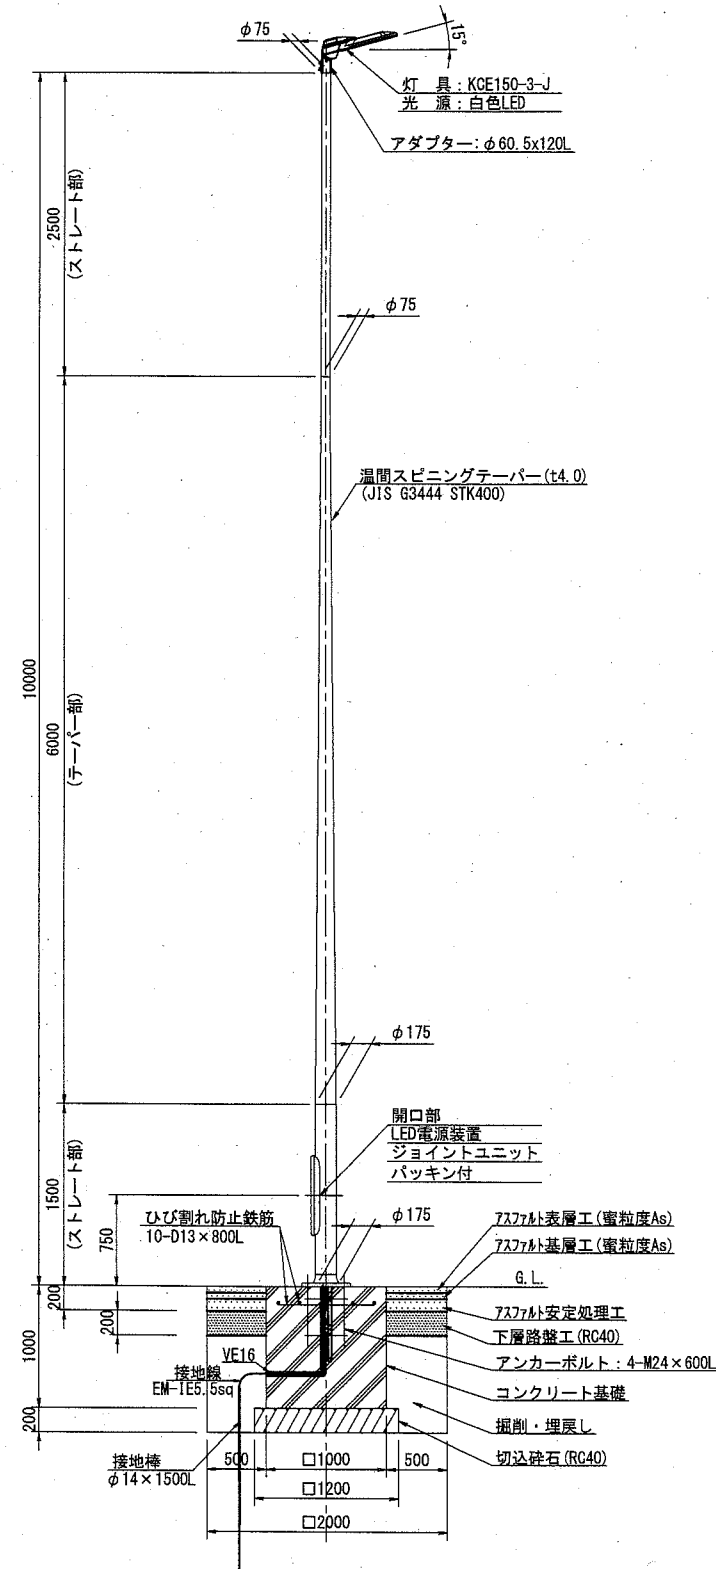 φ75
15°
灯　具：KCE150-3-J
光　源：白色LED
アダプター：φ60.5x120L
2500
(ストレート部)
φ75
温間スピニングテーパー(t4.0)
(JIS G3444 STK400)
10000
6000
(テーパー部)
φ175
開口部
LED電源装置
ジョイントユニット
パッキン付
1500
(ストレート部)
750
ひび割れ防止鉄筋
10-D13×800L
φ175
ｱｽﾌｧﾙﾄ表層工(蜜粒度As)
ｱｽﾌｧﾙﾄ基層工(蜜粒度As)
G.L.
200
200
ｱｽﾌｧﾙﾄ安定処理工
下層路盤工(RC40)
アンカーボルト：4-M24×600L
1000
VE16
接地線
EM-IE5.5sq
コンクリート基礎
掘削・埋戻し
200
切込砕石(RC40)
接地棒
φ14×1500L
500
□1000
500
□1200
□2000